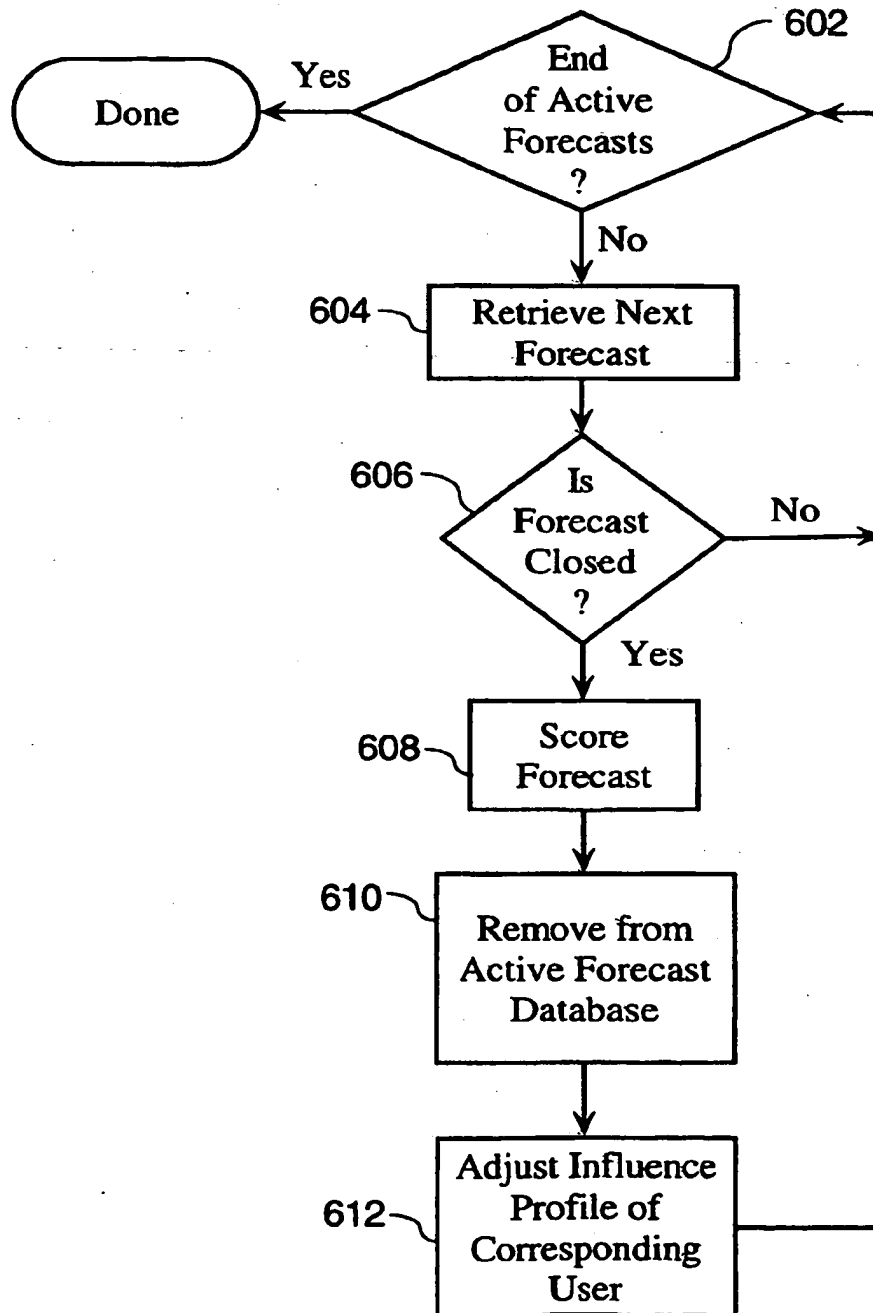 602
End
of Active
Forecasts
?
Yes
Done
No
604
Retrieve Next
Forecast
606
Is
Forecast
Closed
?
No
Yes
608
Score
Forecast
610
Remove from
Active Forecast
Database
612
Adjust Influence
Profile of
Corresponding
User